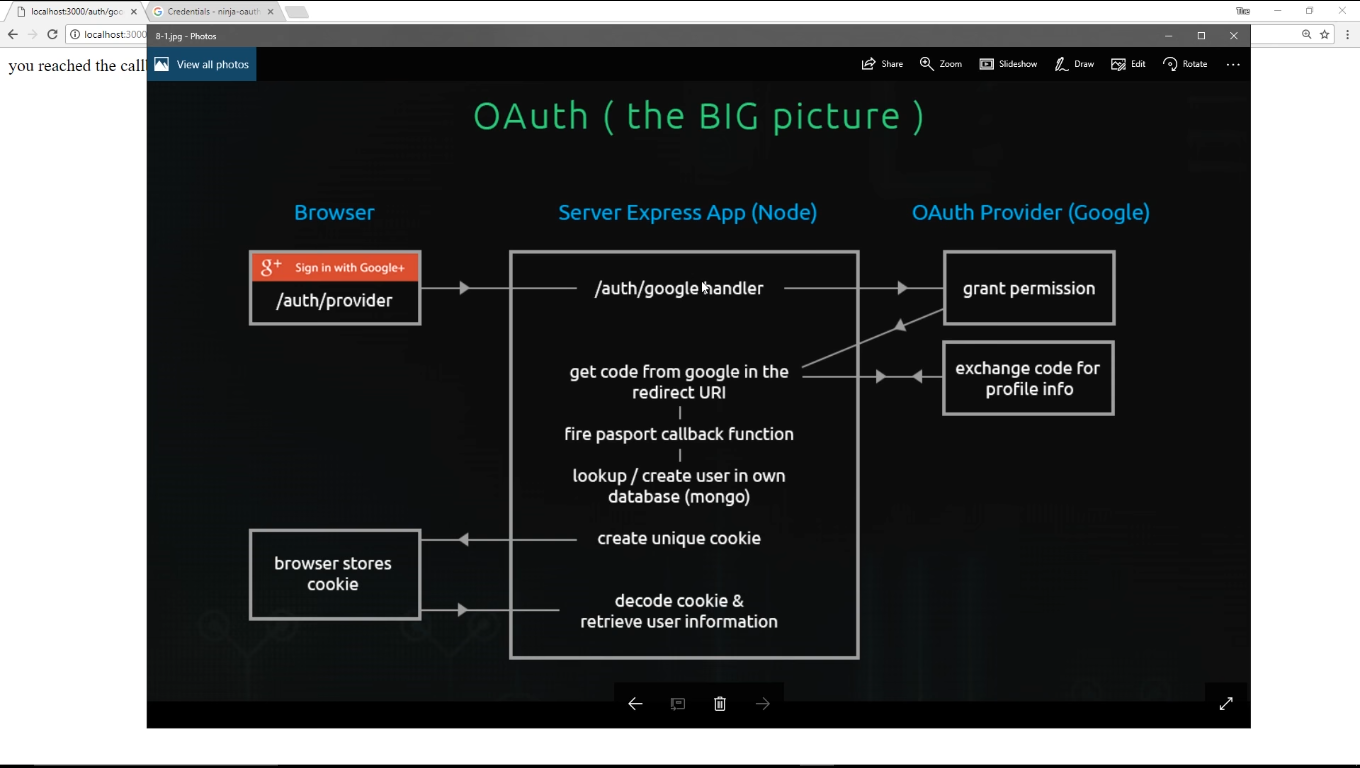 localhost:3000/auth/goo
Credentials - ninja-oauth
localhost:3000
8-1.jpg - Photos
you reached the call
View all photos
Share
Zoom
Slideshow
Draw
Edit
Rotate
OAuth ( the BIG picture )
Browser
Server Express App (Node)
OAuth Provider (Google)
g+ Sign in with Google+
/auth/provider
/auth/google handler
grant permission
get code from google in the
redirect URI
exchange code for
profile info
fire pasport callback function
lookup / create user in own
database (mongo)
create unique cookie
browser stores
cookie
decode cookie &
retrieve user information